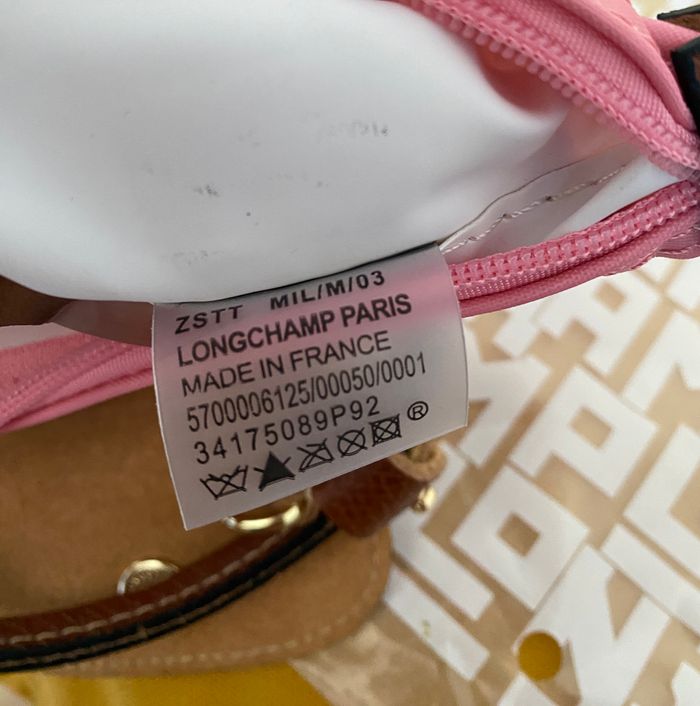 ZSTT MIL/M/03
LONGCHAMP PARIS
MADE IN FRANCE
5700006125/00050/0001
34175089P92 ®